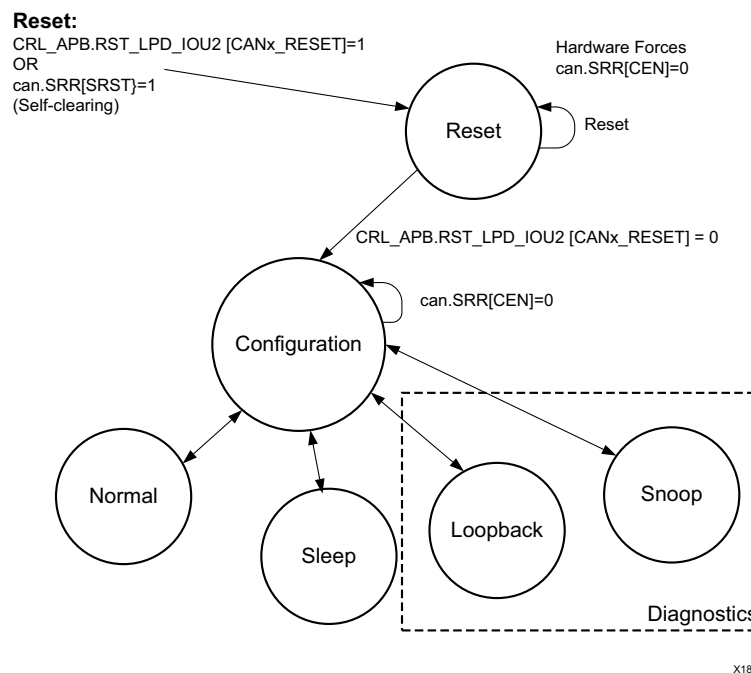 Reset:
CRL_APB.RST_LPD_IOU2 [CANx_RESET]=1
OR
can.SRR[SRST}=1
(Self-clearing)
Hardware Forces
can.SRR[CEN]=0
Reset
Reset
CRL_APB.RST_LPD_IOU2 [CANx_RESET] = 0
can.SRR[CEN]=0
Configuration
Normal
Sleep
Loopback
Snoop
Diagnostics
X18